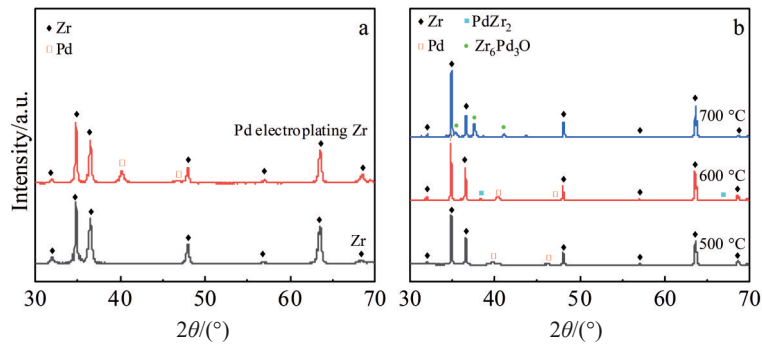 a
Zr
Pd
Pd electroplating Zr
Zr
Intensity/a.u.
30 40 50 60 70
2θ/(°)
b
Zr PdZr₂
Pd Zr₆Pd₃O
700 °C
600 °C
500 °C
30 40 50 60 70
2θ/(°)